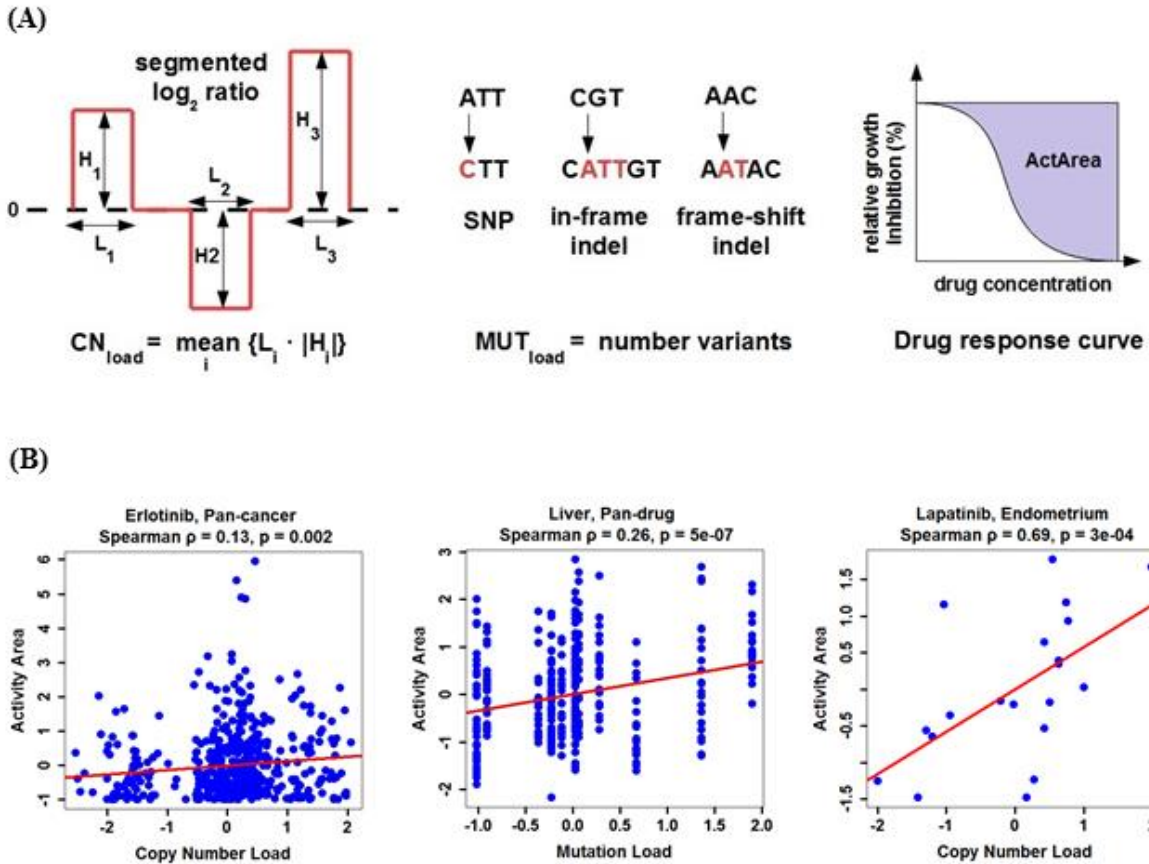 (A)
segmented
log2 ratio
H1
H2
H3
L1
L2
L3
0
CNload = mean {Li · |Hi|}
i
ATT CGT AAC
CTT CATTGT AATAC
SNP in-frame indel frame-shift indel
MUTload = number variants
relative growth
Inhibition (%)
ActArea
drug concentration
Drug response curve
(B)
Erlotinib, Pan-cancer
Spearman ρ = 0.13, p = 0.002
Activity Area
6
5
4
3
2
1
0
-1
-2 -1 0 1 2
Copy Number Load
Liver, Pan-drug
Spearman ρ = 0.26, p = 5e-07
Activity Area
3
2
1
0
-1
-2
-1.0 -0.5 0.0 0.5 1.0 1.5 2.0
Mutation Load
Lapatinib, Endometrium
Spearman ρ = 0.69, p = 3e-04
Activity Area
1.5
1.0
0.5
-0.5
-1.5
-2 -1 0 1 2
Copy Number Load